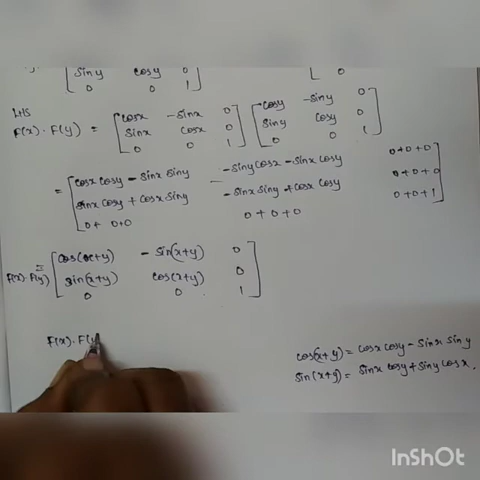 sin y cos y 0
0 0 1 0
LHS
F(x) . F(y) = [cosx -sinx 0] [cosy -siny 0]
sinx cosx 0 siny cosy 0
0 0 1 0 0 1
= [cosx cosy - sinx siny - siny cosx - sinx cosy 0+0+0]
sinx cosy + cosx siny - sinx siny + cosx cosy 0+0+0
0+ 0+0 0+0+0 0+0+1
F(x).F(y) = [cos(x+y) - sin(x+y) 0]
sin(x+y) cos(x+y) 0
0 0 1
F(x). F(y
cos(x+y) = cosx cosy - sinx siny
sin(x+y) = sinx cosy + siny cosx.
InShOt